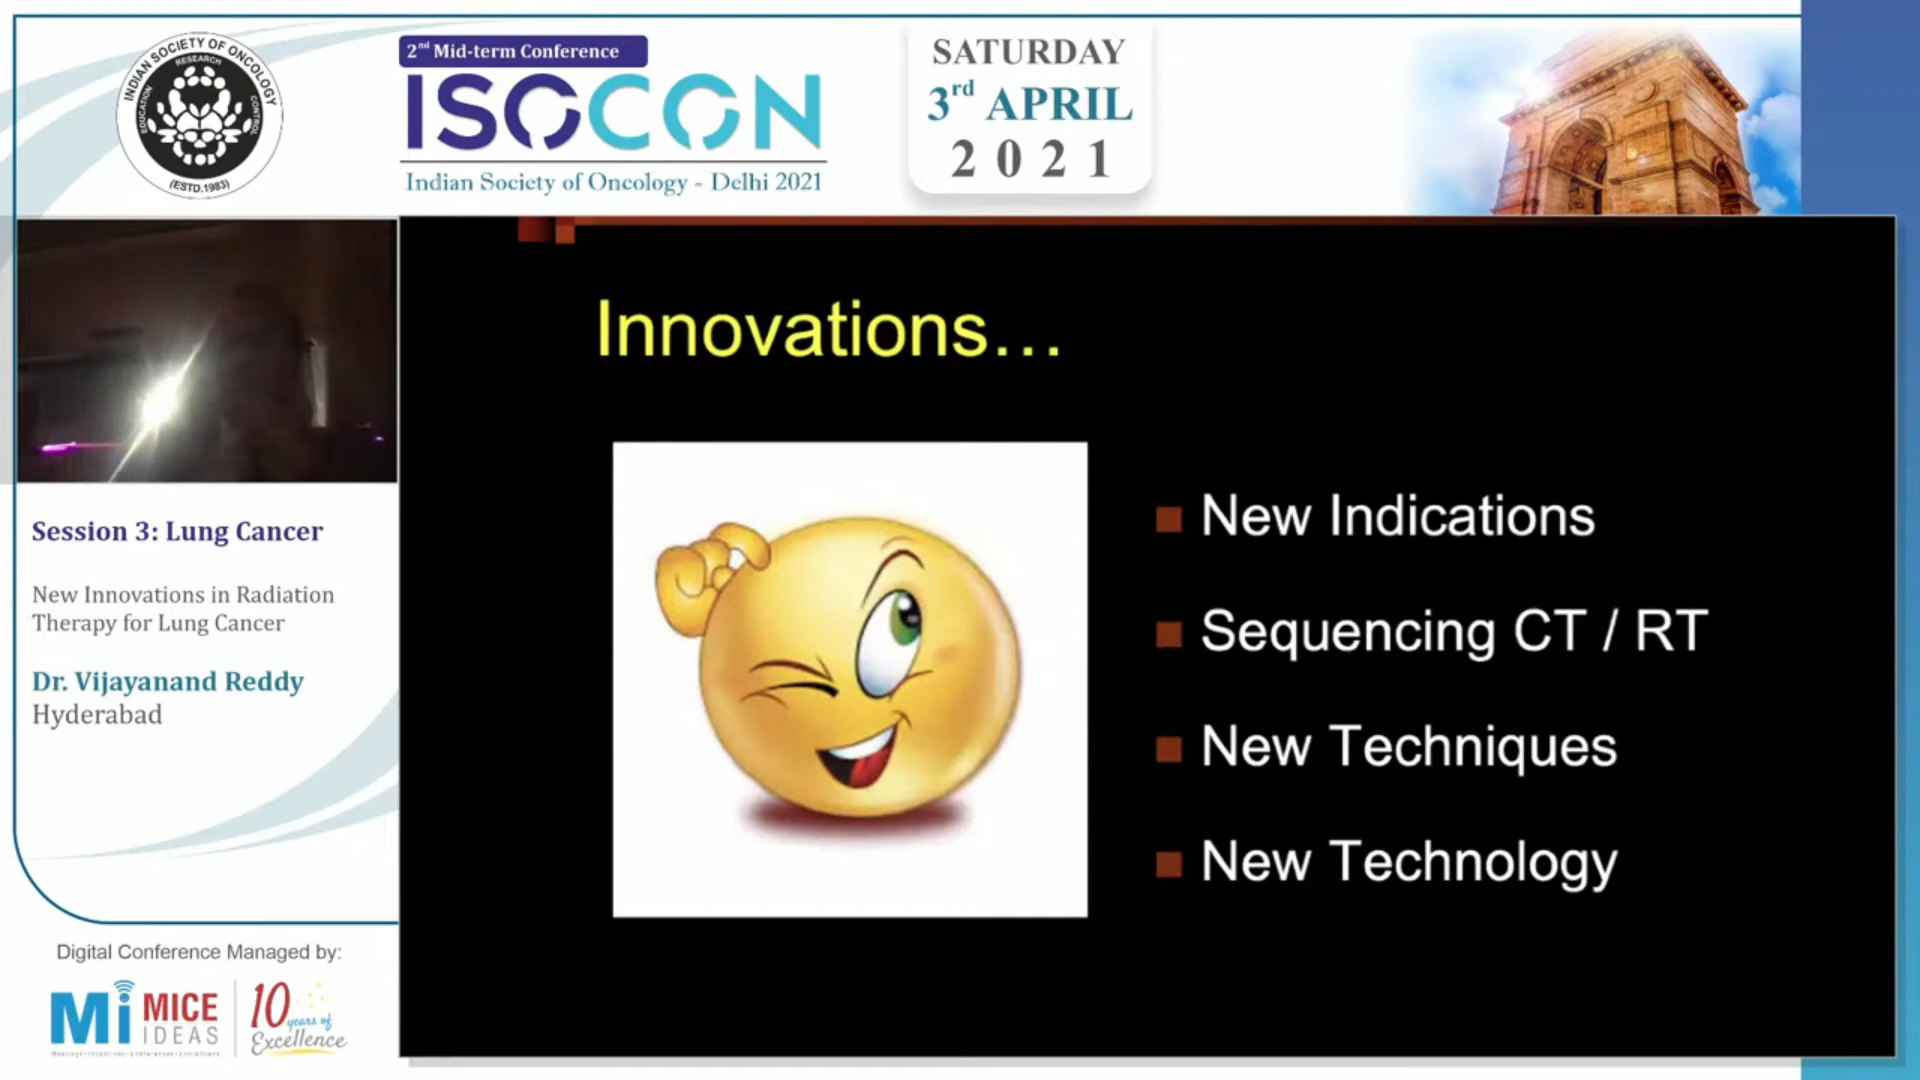 INDIAN SOCIETY OF ONCOLOGY
RESEARCH
EDUCATION
CONTROL
(ESTD.1983)
2nd Mid-term Conference
ISOCON
Indian Society of Oncology - Delhi 2021
SATURDAY
3rd APRIL
2021
Innovations...
New Indications
Sequencing CT / RT
New Techniques
New Technology
Session 3: Lung Cancer
New Innovations in Radiation
Therapy for Lung Cancer
Dr. Vijayanand Reddy
Hyderabad
Digital Conference Managed by:
Mi MICE
IDEAS
10
years of
Excellence